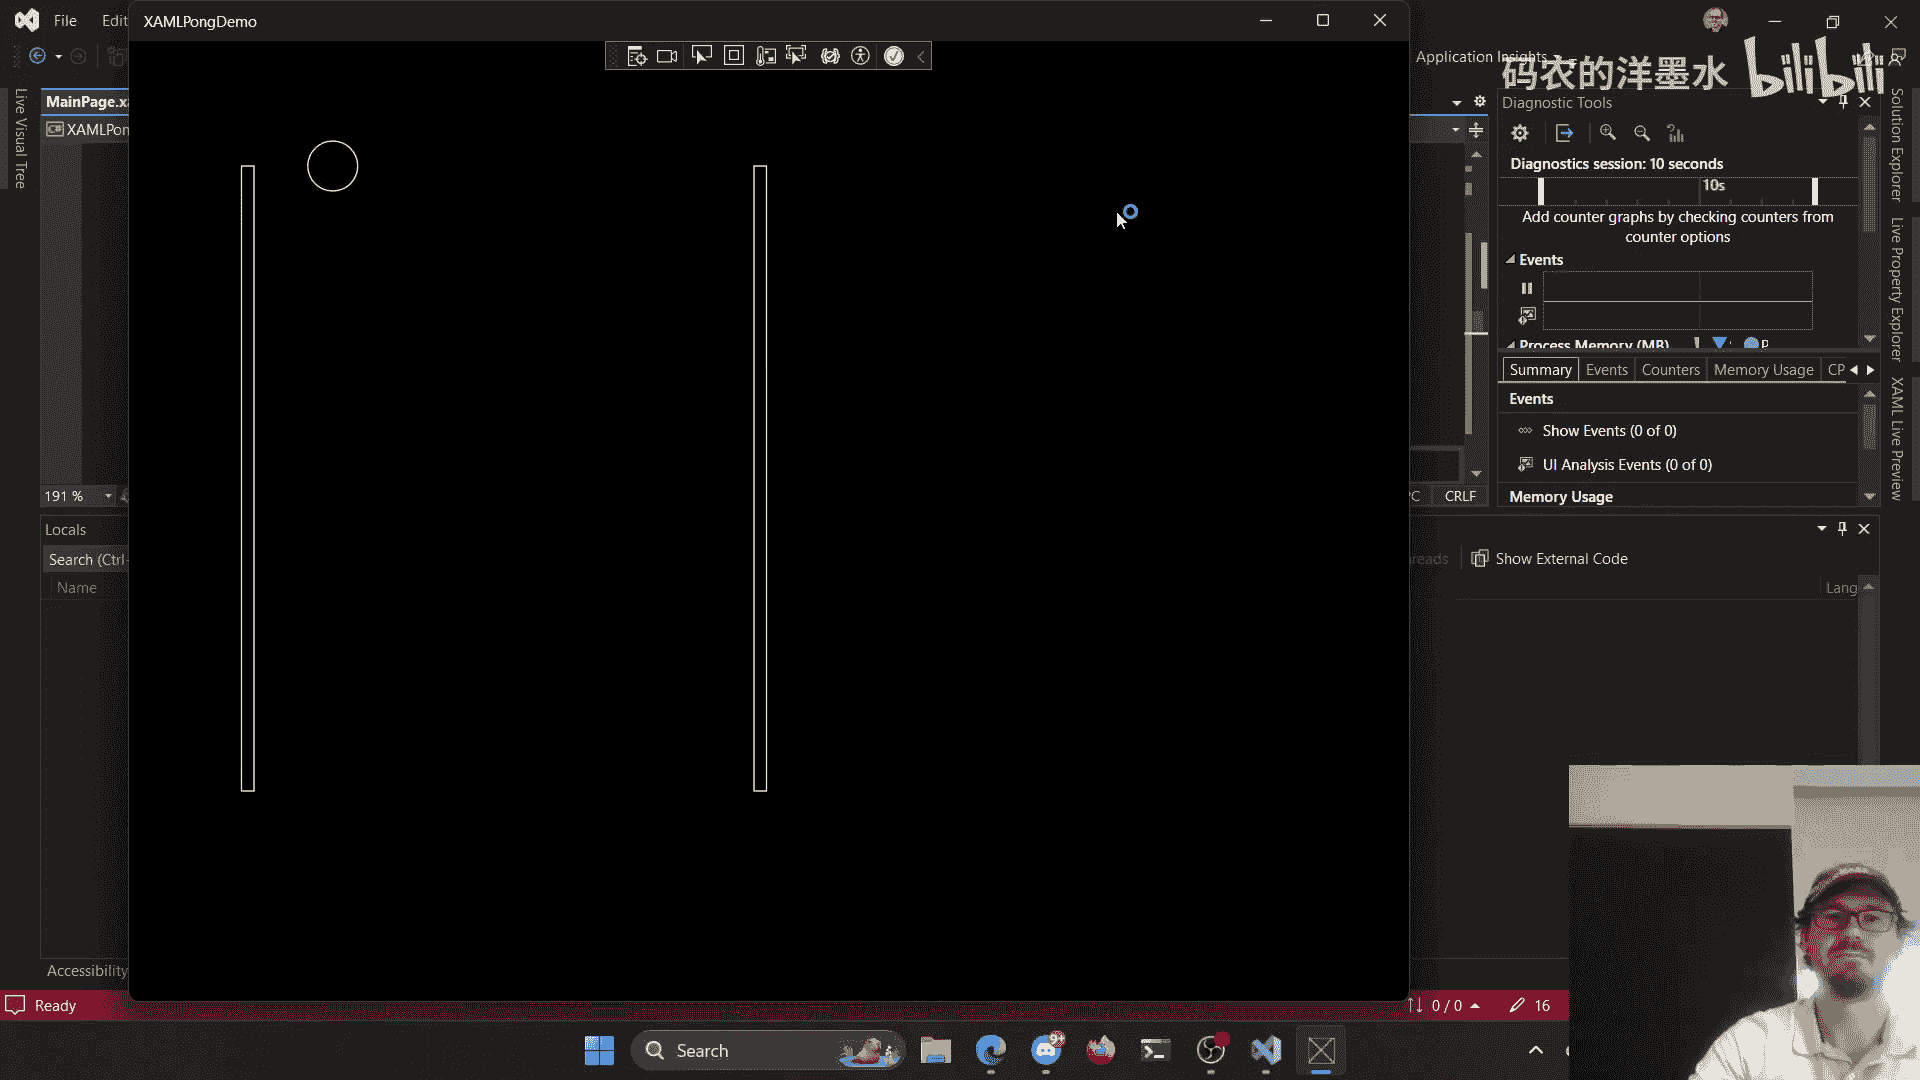 File
Edit
XAMLPongDemo
Application Insights
码农的洋墨水
bilibili
MainPage.xa
XAMLPon
Live Visual Tree
Diagnostic Tools
Diagnostics session: 10 seconds
10s
Add counter graphs by checking counters from
counter options
Events
Process Memory (MB)
P
Summary
Events
Counters
Memory Usage
CP
Events
Show Events (0 of 0)
UI Analysis Events (0 of 0)
Memory Usage
Solution Explorer
Live Property Explorer
XAML Live Preview
191 %
PC
CRLF
Locals
Search (Ctrl-
Name
reads
Show External Code
Lang
Accessibility
Ready
0 / 0
16
Search
9+